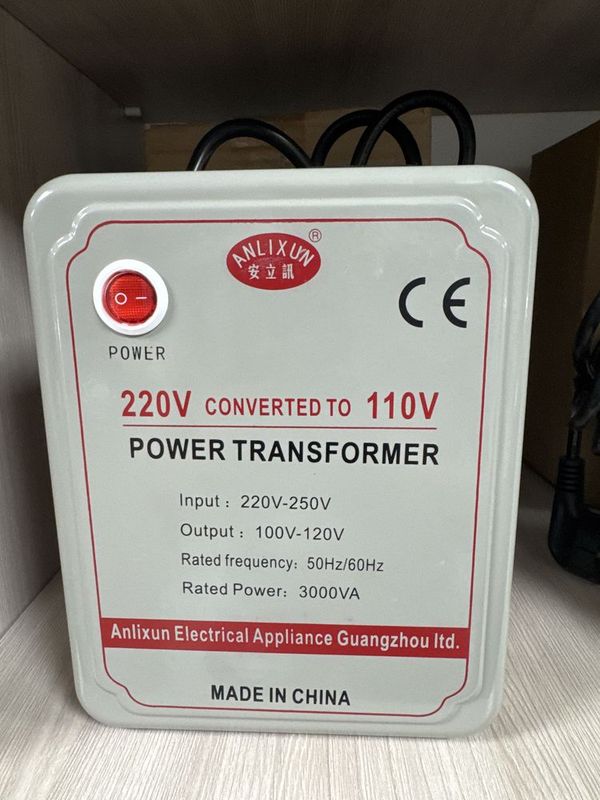 ANLIXUN®
安立訊
CE
POWER
220V CONVERTED TO 110V
POWER TRANSFORMER
Input : 220V-250V
Output : 100V-120V
Rated frequency: 50Hz/60Hz
Rated Power: 3000VA
Anlixun Electrical Appliance Guangzhou ltd.
MADE IN CHINA